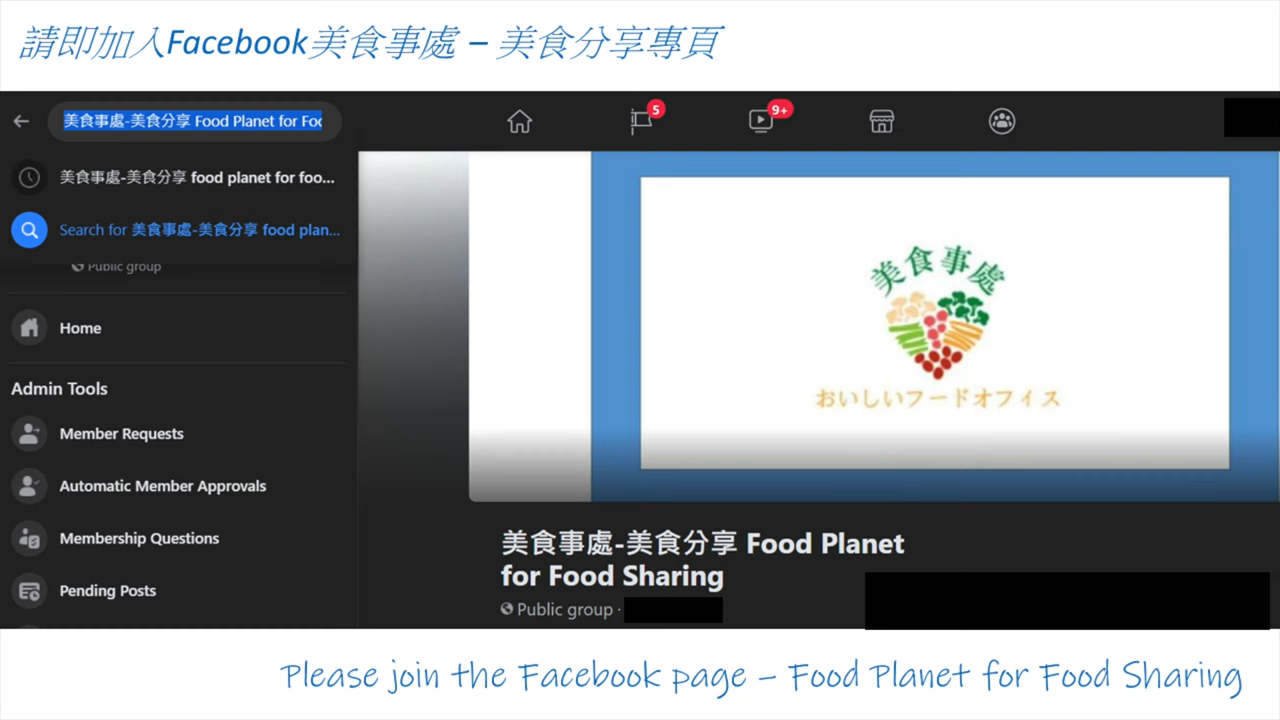 請即加入Facebook美食事處 – 美食分享專頁
美食事處-美食分享 Food Planet for Foo
5
9+
美食事處-美食分享 food planet for foo...
Search for 美食事處-美食分享 food plan...
Public group
Home
Admin Tools
Member Requests
Automatic Member Approvals
Membership Questions
Pending Posts
美食事處
おいしいフードオフィス
美食事處-美食分享 Food Planet
for Food Sharing
Public group ·
Please join the Facebook page – Food Planet for Food Sharing